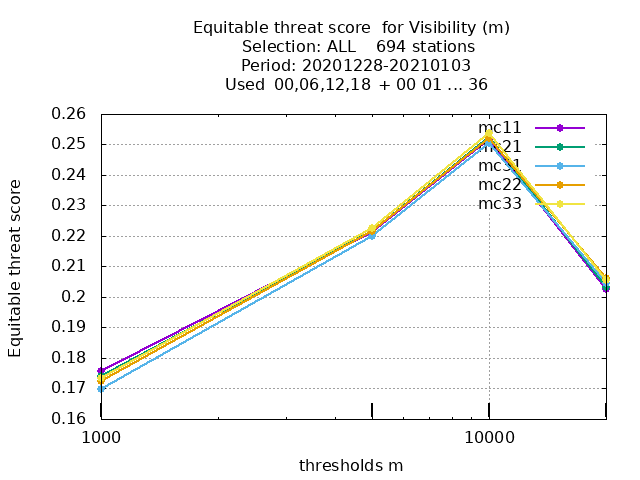 Equitable threat score  for Visibility (m)
Selection: ALL    694 stations
Period: 20201228-20210103
Used  00,06,12,18 + 00 01 ... 36
0.26
0.25
0.24
0.23
0.22
0.21
0.2
0.19
0.18
0.17
0.16
Equitable threat score
mc11
mc21
mc31
mc22
mc33
1000
10000
thresholds m